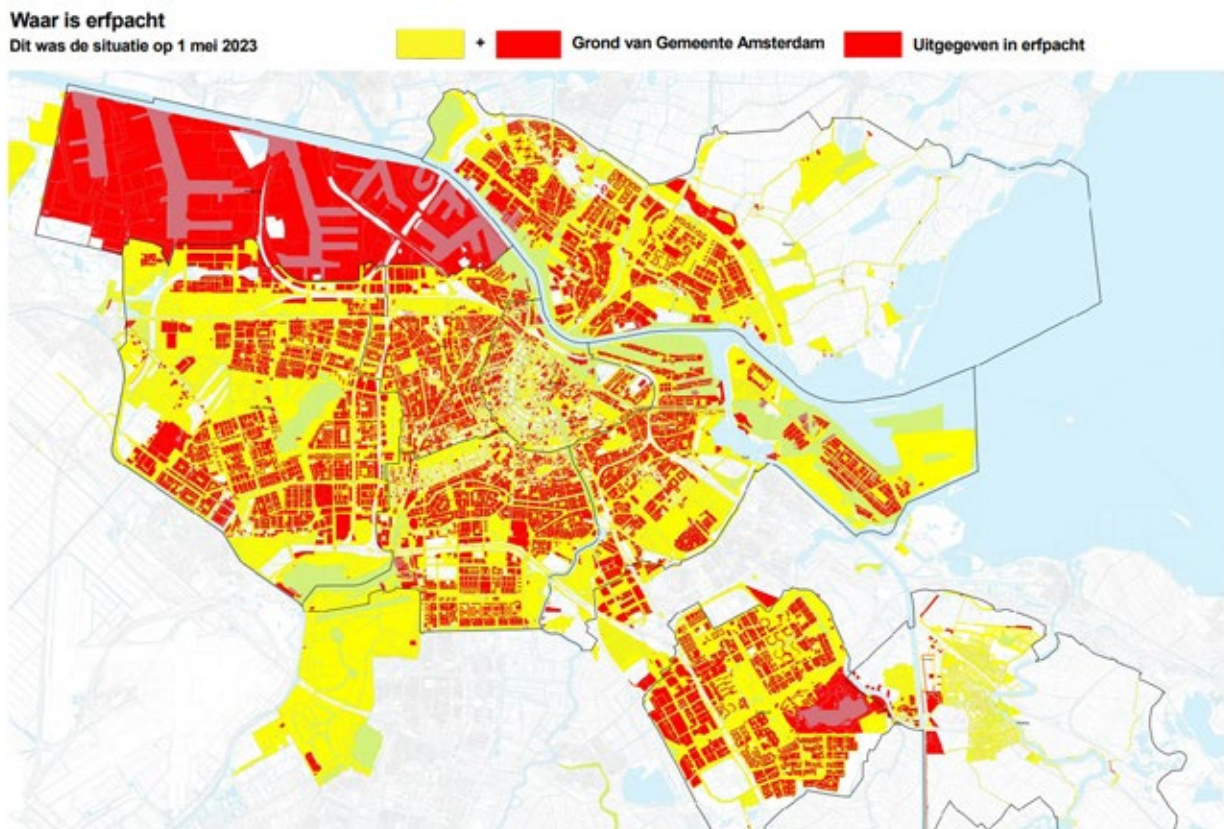 Waar is erfpacht
Dit was de situatie op 1 mei 2023
+
Grond van Gemeente Amsterdam
Uitgegeven in erfpacht